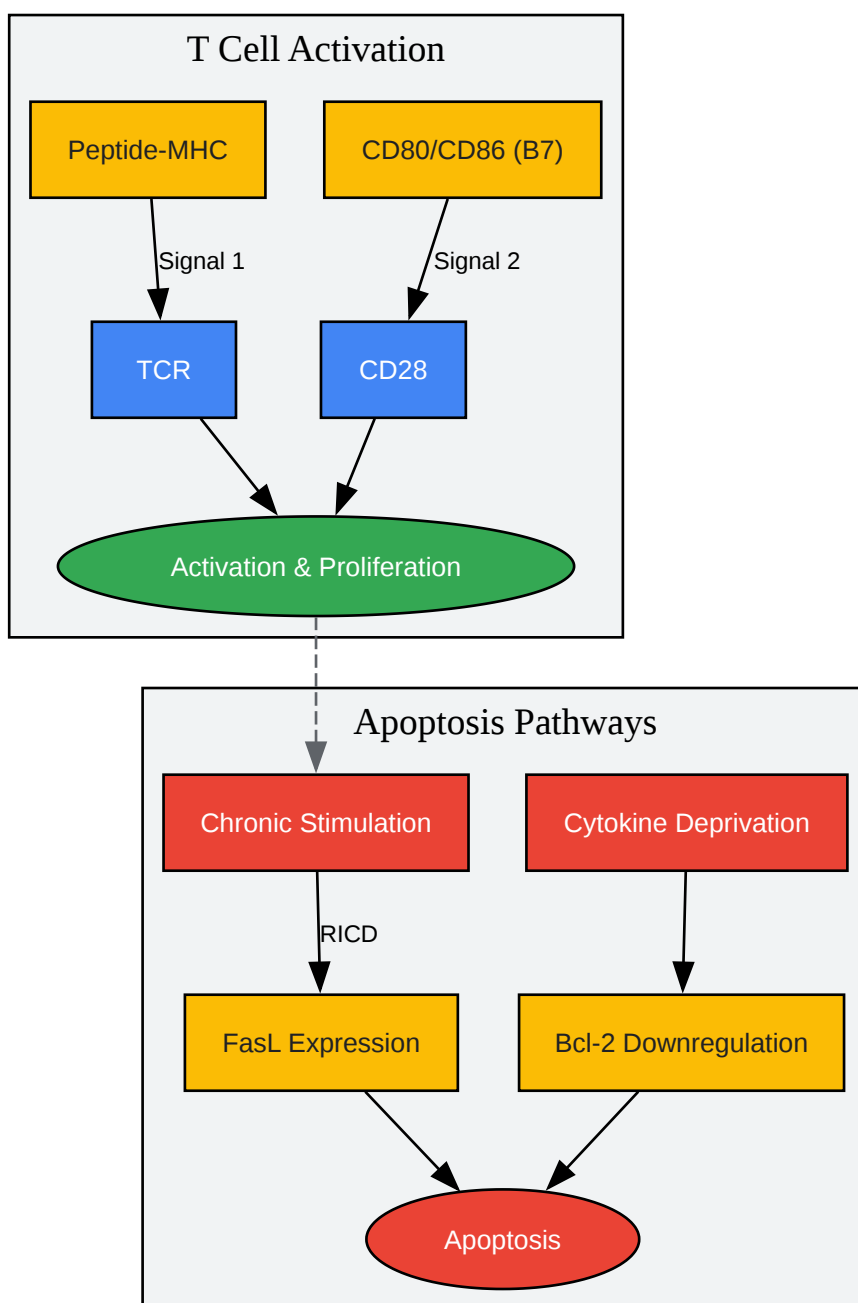 T Cell Activation
Peptide-MHC
CD80/CD86 (B7)
Signal 1
Signal 2
TCR
CD28
Activation & Proliferation
Apoptosis Pathways
Chronic Stimulation
Cytokine Deprivation
RICD
FasL Expression
Bcl-2 Downregulation
Apoptosis